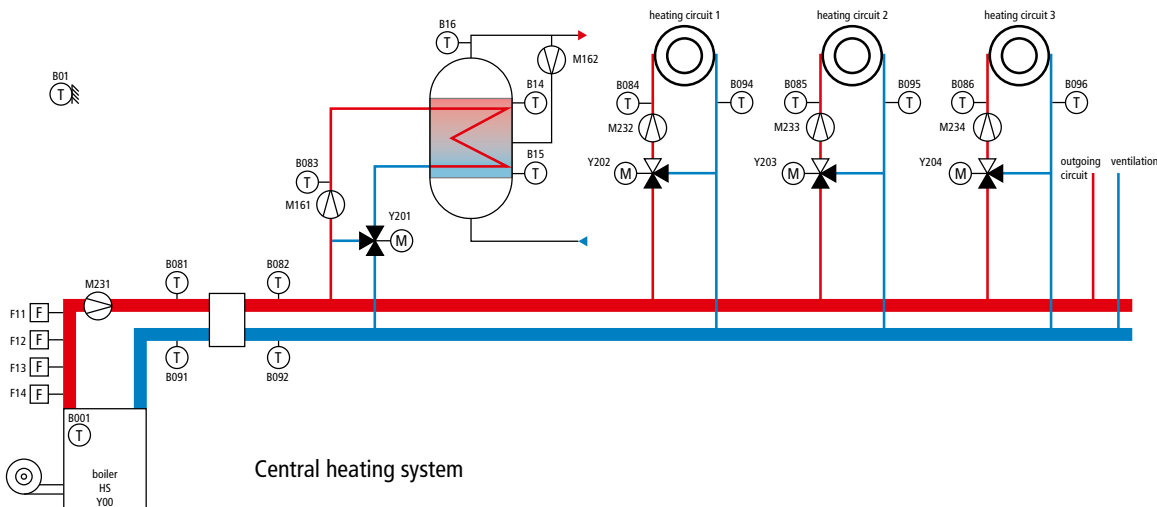 B16
T
M162
heating circuit 1
heating circuit 2
heating circuit 3
B01
T
B14
T
B15
T
B084
T
B094
T
B085
T
B095
T
B086
T
B096
T
M232
M233
M234
Y202
M
Y203
M
Y204
M
outgoing
circuit
ventilation
B083
T
M161
Y201
M
B081
T
B082
T
M231
F11 F
F12 F
F13 F
F14 F
T
B091
T
B092
B001
T
boiler
HS
Y00
Central heating system